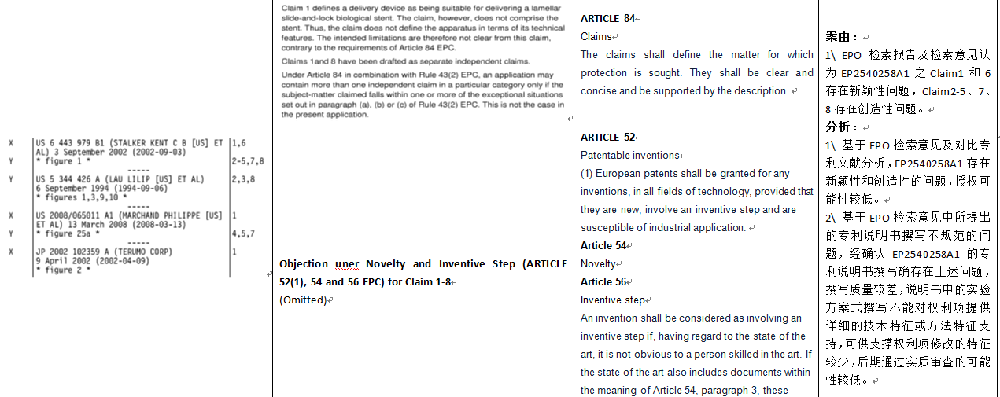 Claim 1 defines a delivery device as being suitable for delivering a lamellar
slide-and-lock biological stent. The claim, however, does not comprise the
stent. Thus, the claim does not define the apparatus in terms of its technical
features. The intended limitations are therefore not clear from this claim,
contrary to the requirements of Article 84 EPC.
Claims 1and 8 have been drafted as separate independent claims.
Under Article 84 in combination with Rule 43(2) EPC, an application may
contain more than one independent claim in a particular category only if the
subject-matter claimed falls within one or more of the exceptional situations
set out in paragraph (a), (b) or (c) of Rule 43(2) EPC. This is not the case in
the present application.
ARTICLE 84
Claims
The claims shall define the matter for which
protection is sought. They shall be clear and
concise and be supported by the description.
X US 6 443 979 B1 (STALKER KENT C B [US] ET 1,6
AL) 3 September 2002 (2002-09-03)
Y * figure 1 * 2-5,7,8
-----
Y US 5 344 426 A (LAU LILIP [US] ET AL) 2,3,8
6 September 1994 (1994-09-06)
* figures 1,3,9,10 *
-----
X US 2008/065011 A1 (MARCHAND PHILIPPE [US] 1
ET AL) 13 March 2008 (2008-03-13)
Y * figure 25a * 4,5,7
-----
X JP 2002 102359 A (TERUMO CORP) 1
9 April 2002 (2002-04-09)
* figure 2 *
Objection uner Novelty and Inventive Step (ARTICLE
52(1), 54 and 56 EPC) for Claim 1-8
(Omitted)
ARTICLE 52
Patentable inventions
(1) European patents shall be granted for any
inventions, in all fields of technology, provided that
they are new, involve an inventive step and are
susceptible of industrial application.
Article 54
Novelty
Article 56
Inventive step
An invention shall be considered as involving an
inventive step if, having regard to the state of the
art, it is not obvious to a person skilled in the art. If
the state of the art also includes documents within
the meaning of Article 54, paragraph 3, these
案由：
1\ EPO 检索报告及检索意见认
为 EP2540258A1 之 Claim1 和 6
存在新颖性问题，Claim2-5、7、
8 存在创造性问题。
分析：
1\ 基于 EPO 检索意见及对比专
利文献分析，EP2540258A1 存在
新颖性和创造性的问题，授权可
能性较低。
2\ 基于 EPO 检索意见中所提出
的专利说明书撰写不规范的问
题，经确认 EP2540258A1 的专
利说明书撰写确存在上述问题，
撰写质量较差，说明书中的实验
方案式撰写不能对权利项提供
详细的技术特征或方法特征支
持，可供支撑权利项修改的特征
较少，后期通过实质审查的可能
性较低。